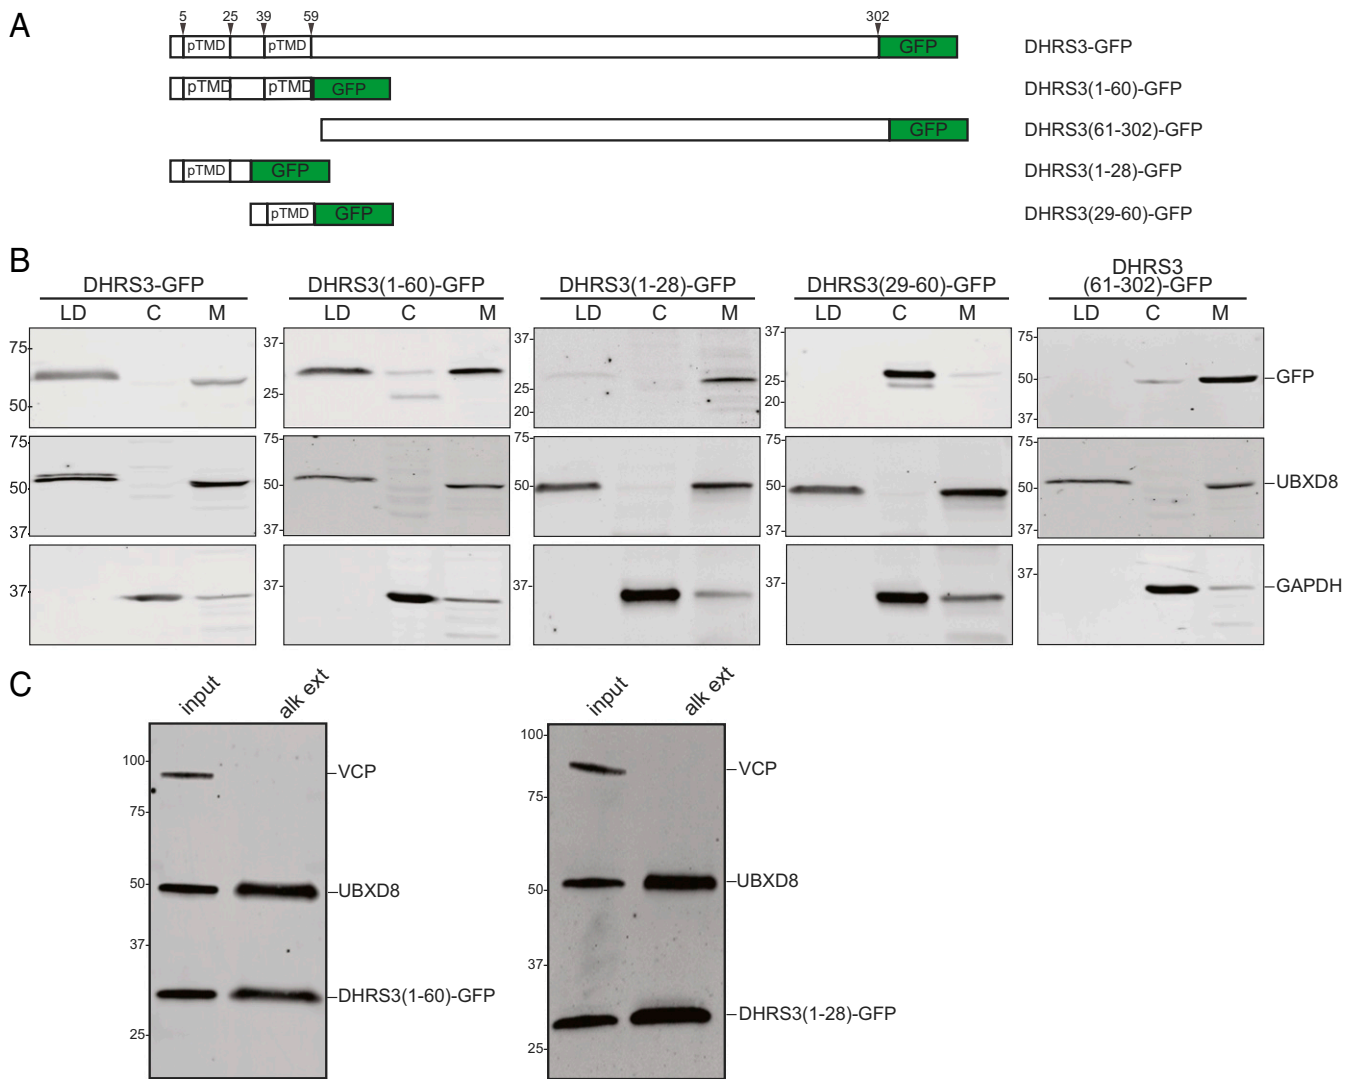 A
5 25 39 59 302
pTMD pTMD GFP DHRS3-GFP
pTMD pTMD GFP DHRS3(1-60)-GFP
GFP DHRS3(61-302)-GFP
pTMD GFP DHRS3(1-28)-GFP
pTMD GFP DHRS3(29-60)-GFP
B
DHRS3-GFP DHRS3(1-60)-GFP DHRS3(1-28)-GFP DHRS3(29-60)-GFP DHRS3
(61-302)-GFP
LD C M LD C M LD C M LD C M LD C M
75 37 37 37 75
50 25 25 25 50 GFP
20 20 37
75 75 75 75 75
50 50 50 50 50 UBXD8
37 37 37 37
37 37 37 37 37 GAPDH
C
input alk ext input alk ext
100 VCP 100 VCP
75 75
50 UBXD8 50 UBXD8
37 37
DHRS3(1-60)-GFP DHRS3(1-28)-GFP
25 25